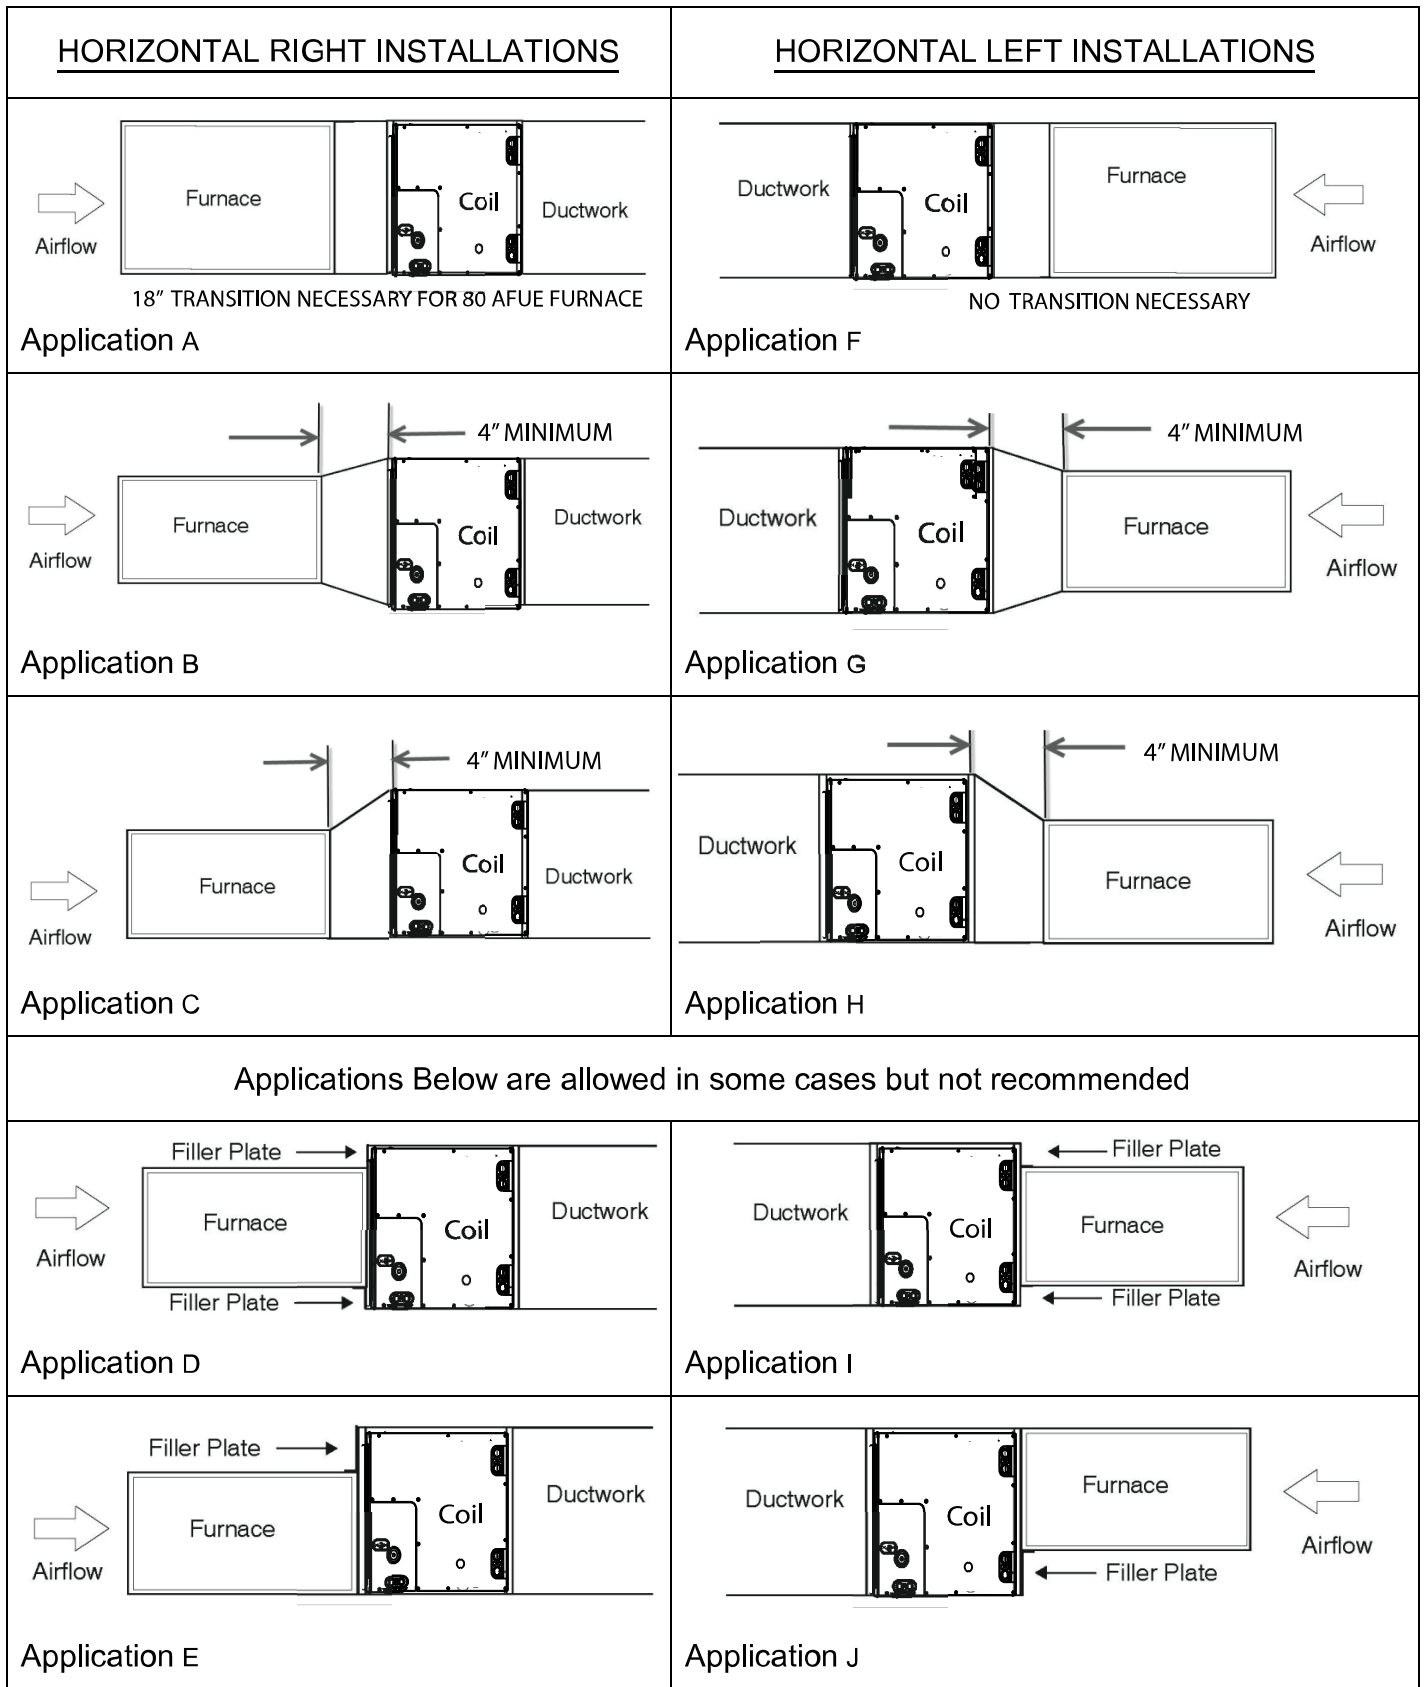 HORIZONTAL RIGHT INSTALLATIONS
HORIZONTAL LEFT INSTALLATIONS
Airflow
Furnace
Coil
Ductwork
18" TRANSITION NECESSARY FOR 80 AFUE FURNACE
Application A
Ductwork
Coil
Furnace
Airflow
NO TRANSITION NECESSARY
Application F
4" MINIMUM
Airflow
Furnace
Coil
Ductwork
Application B
4" MINIMUM
Ductwork
Coil
Furnace
Airflow
Application G
4" MINIMUM
Airflow
Furnace
Coil
Ductwork
Application C
4" MINIMUM
Ductwork
Coil
Furnace
Airflow
Application H
Applications Below are allowed in some cases but not recommended
Filler Plate
Airflow
Furnace
Coil
Ductwork
Filler Plate
Application D
Filler Plate
Ductwork
Coil
Furnace
Airflow
Filler Plate
Application I
Filler Plate
Airflow
Furnace
Coil
Ductwork
Application E
Ductwork
Coil
Furnace
Airflow
Filler Plate
Application J